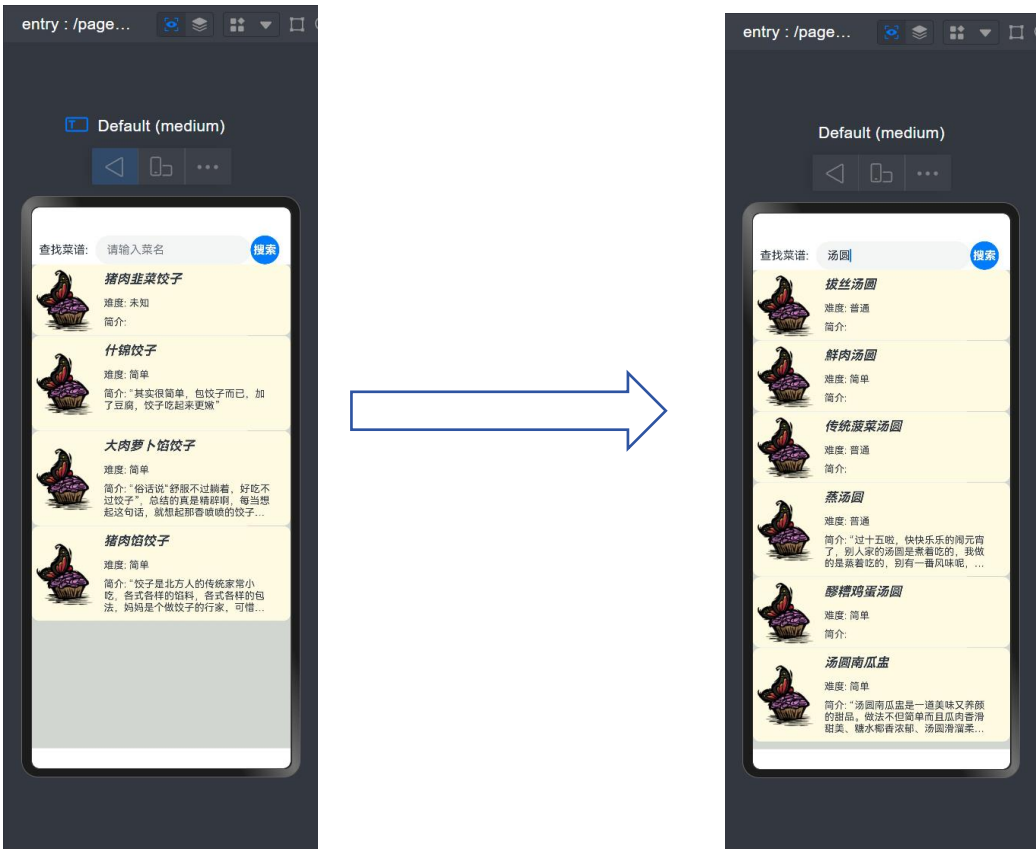 entry : /page...
Default (medium)
查找菜谱:
请输入菜名
搜索
猪肉韭菜饺子
难度: 未知
简介:
什锦饺子
难度: 简单
简介: "其实很简单，包饺子而已，加
了豆腐，饺子吃起来更嫩"
大肉萝卜馅饺子
难度: 简单
简介: "俗话说"舒服不过躺着，好吃不
过饺子"，总结的真是精辟啊，每当想
起这句话，就想起那香喷喷的饺子...
猪肉馅饺子
难度: 简单
简介: "饺子是北方人的传统家常小
吃，各式各样的馅料，各式各样的包
法，妈妈是个做饺子的行家，可惜...
entry : /page...
Default (medium)
查找菜谱:
汤圆
搜索
拔丝汤圆
难度: 普通
简介:
鲜肉汤圆
难度: 简单
简介:
传统菠菜汤圆
难度: 普通
简介:
蒸汤圆
难度: 普通
简介: "过十五啦，快快乐乐的闹元宵
了，别人家的汤圆是煮着吃的，我做
的是蒸着吃的，别有一番风味呢，...
醪糟鸡蛋汤圆
难度: 简单
简介:
汤圆南瓜盅
难度: 简单
简介: "汤圆南瓜盅是一道美味又养颜
的甜品。做法不但简单而且瓜肉香滑
甜美、糖水椰香浓郁、汤圆滑溜柔...